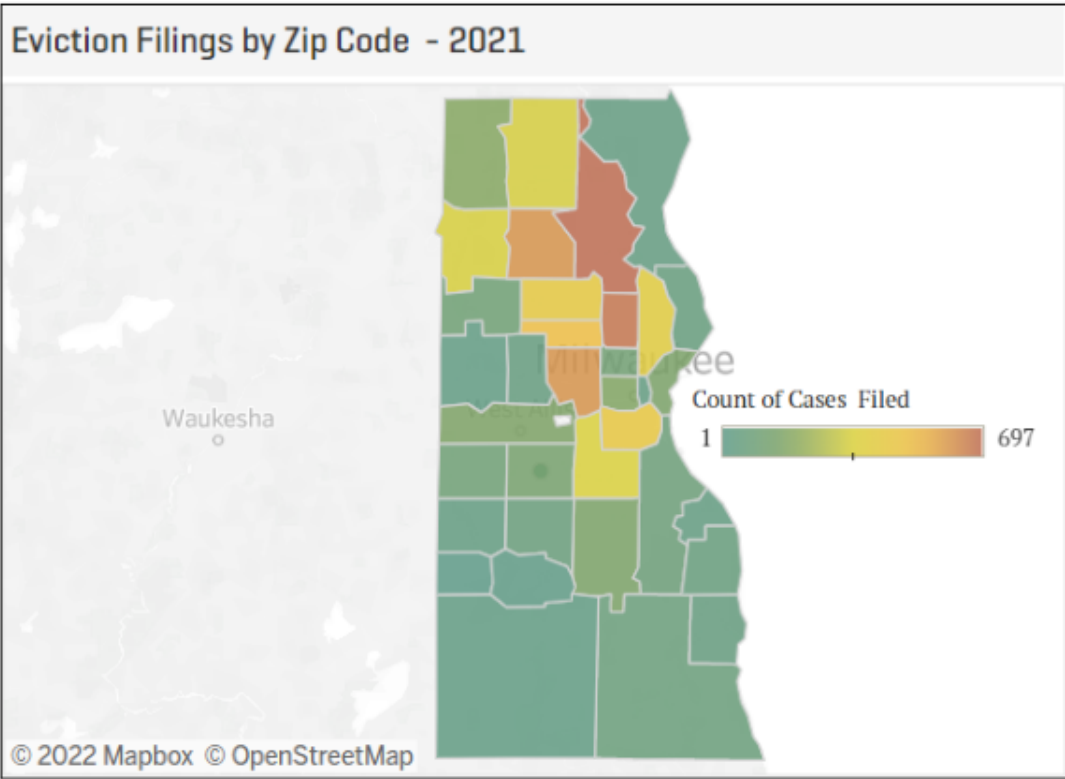 Eviction Filings by Zip Code - 2021
Milwaukee
Waukesha
West Allis
Count of Cases Filed
1
697
© 2022 Mapbox © OpenStreetMap